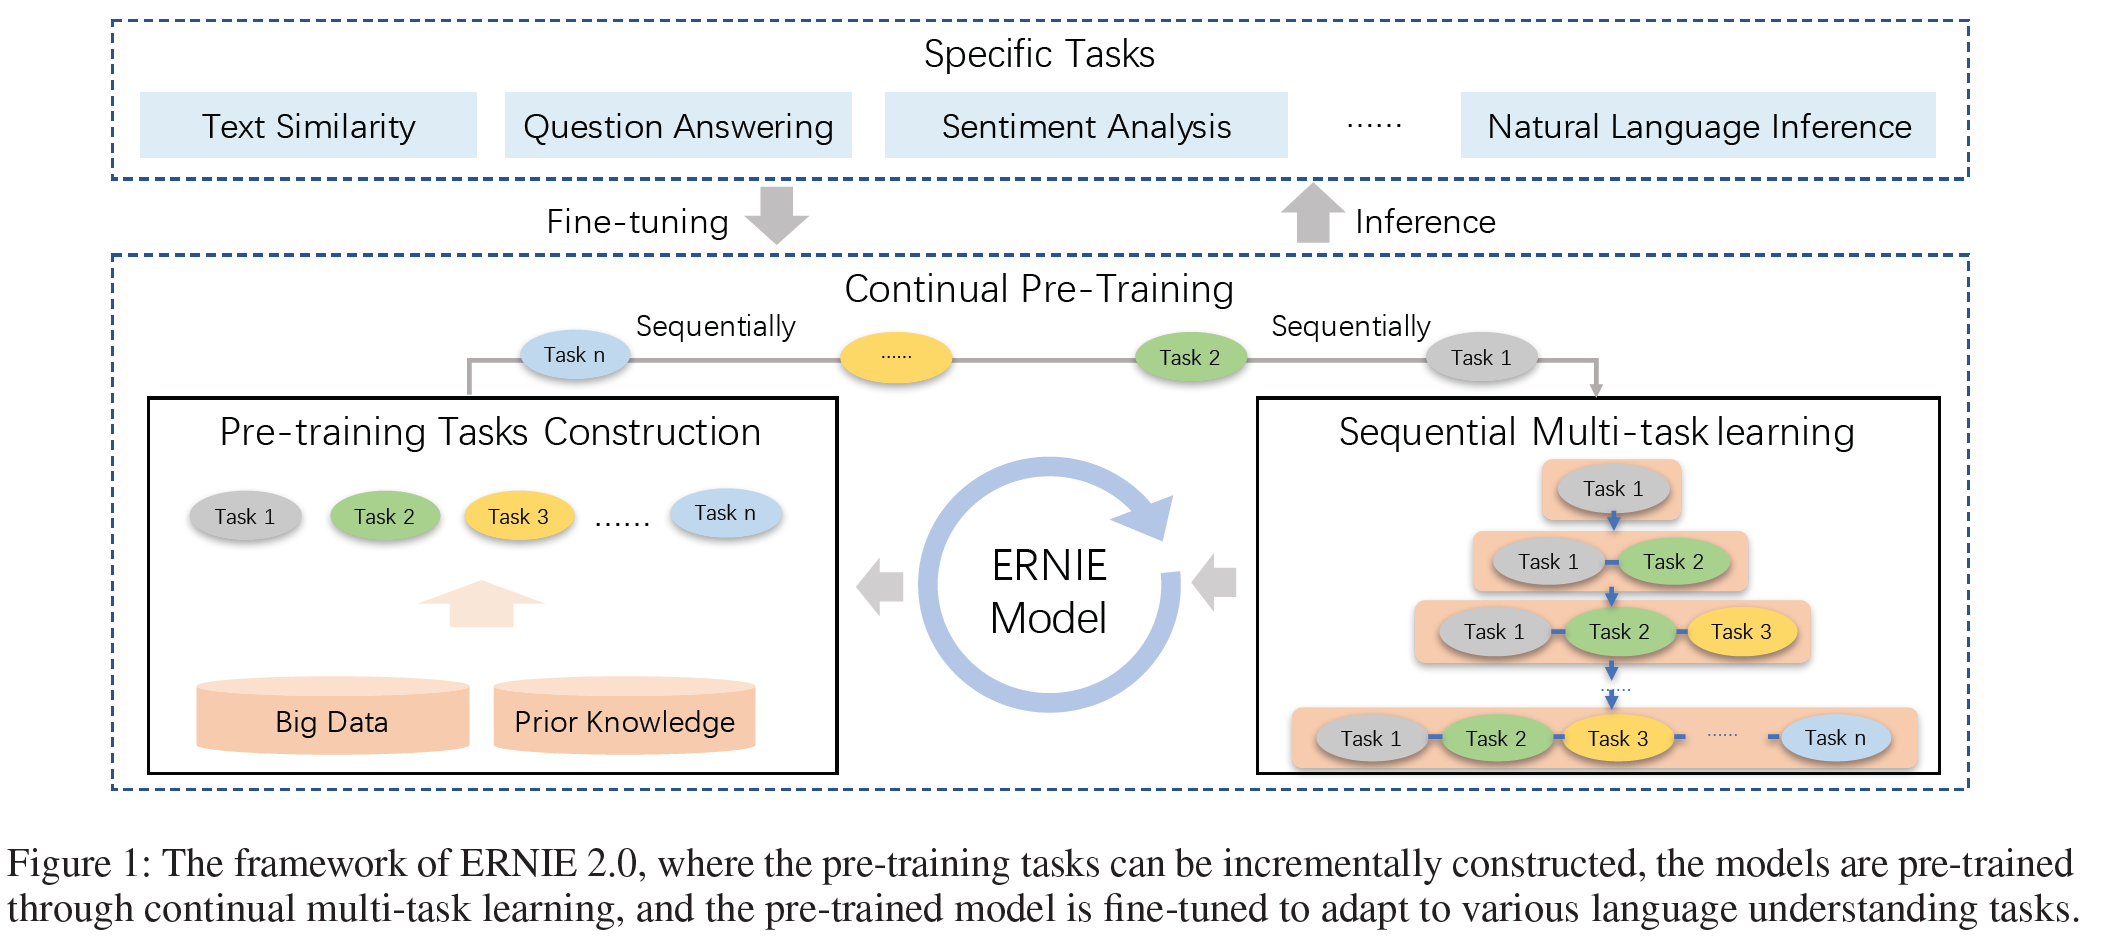 Specific Tasks
Text Similarity
Question Answering
Sentiment Analysis
......
Natural Language Inference
Fine-tuning
Inference
Continual Pre-Training
Task n
Sequentially
......
Task 2
Sequentially
Task 1
Pre-training Tasks Construction
Task 1
Task 2
Task 3
......
Task n
Big Data
Prior Knowledge
ERNIE
Model
Sequential Multi-task learning
Task 1
Task 1
Task 2
Task 1
Task 2
Task 3
......
Task 1
Task 2
Task 3
......
Task n
Figure 1: The framework of ERNIE 2.0, where the pre-training tasks can be incrementally constructed, the models are pre-trained
through continual multi-task learning, and the pre-trained model is fine-tuned to adapt to various language understanding tasks.